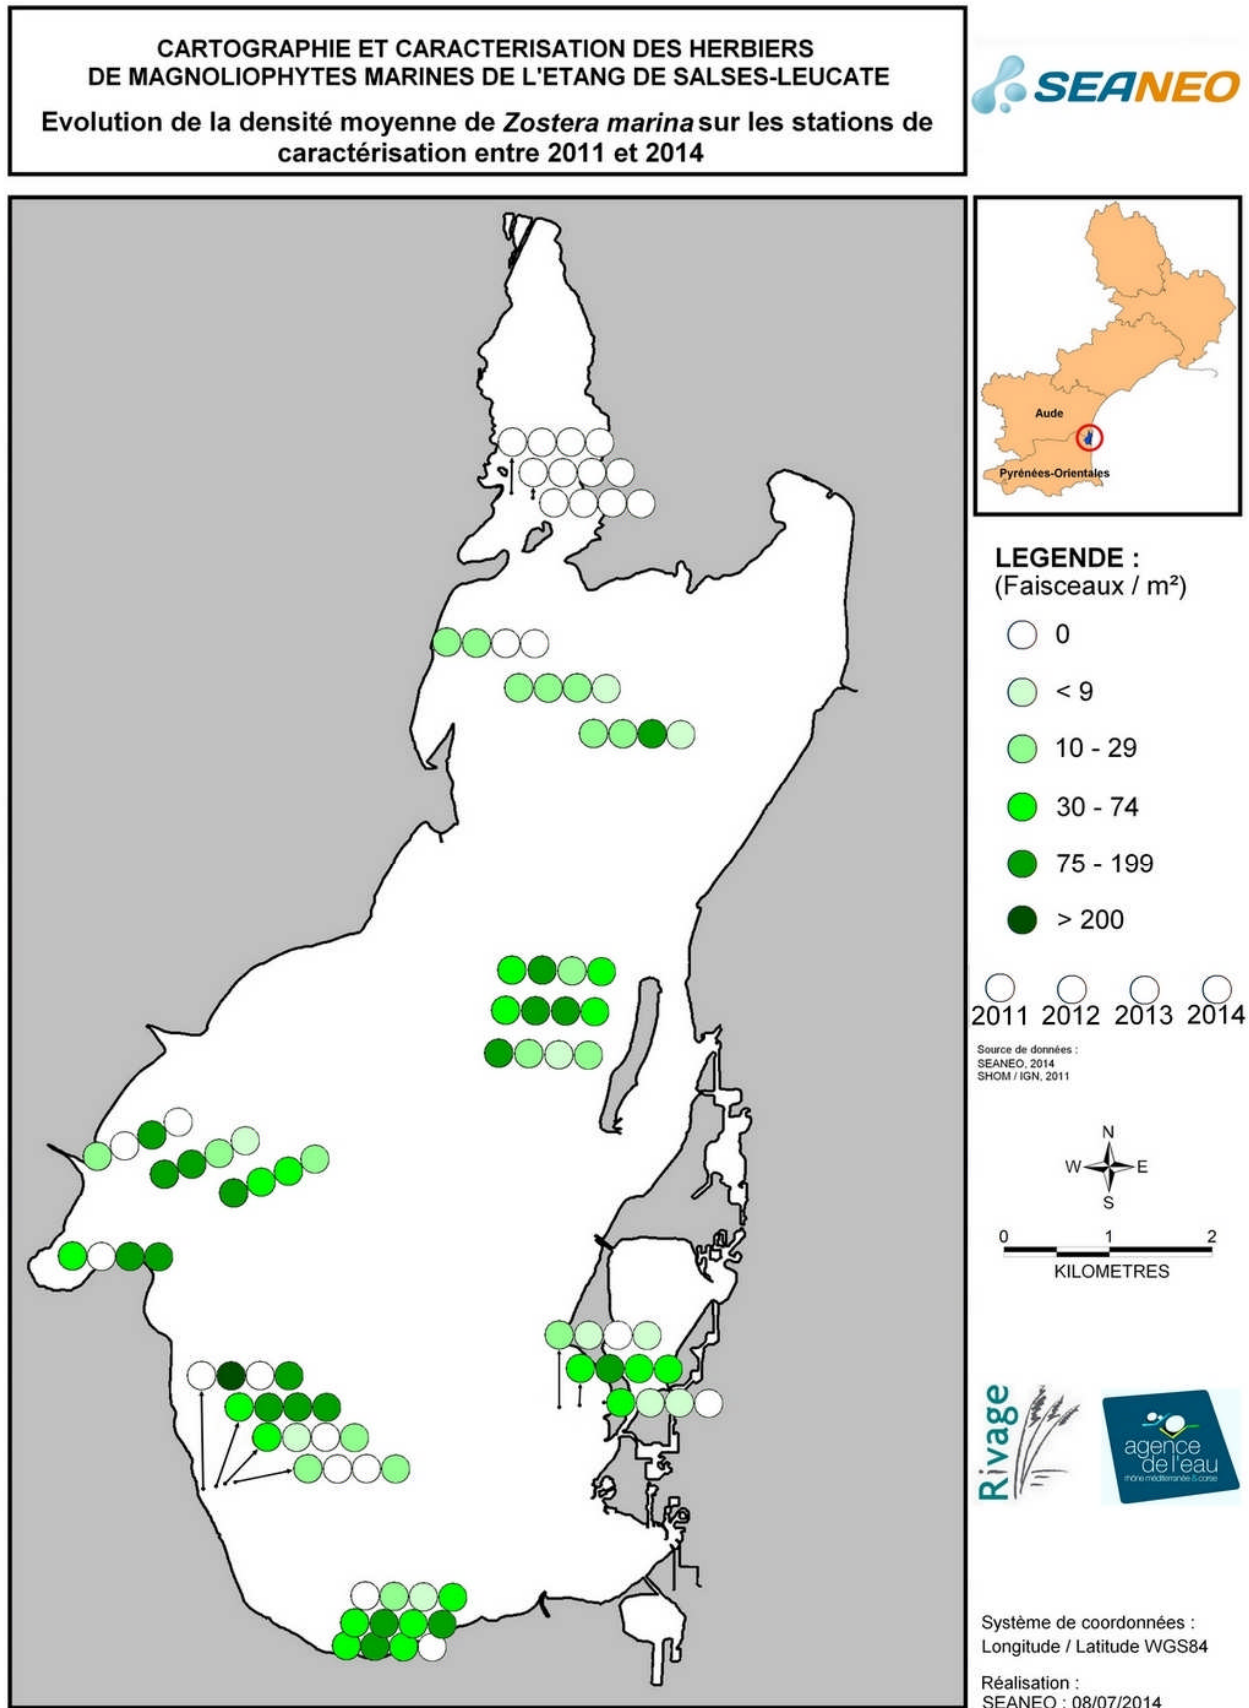 CARTOGRAPHIE ET CARACTERISATION DES HERBIERS
DE MAGNOLIOPHYTES MARINES DE L'ETANG DE SALSES-LEUCATE
Evolution de la densité moyenne de Zostera marina sur les stations de
caractérisation entre 2011 et 2014
SEANEO
Aude
Pyrénées-Orientales
LEGENDE :
(Faisceaux / m²)
0
< 9
10 - 29
30 - 74
75 - 199
> 200
2011 2012 2013 2014
Source de données :
SEANEO, 2014
SHOM / IGN, 2011
N
W E
S
0 1 2
KILOMETRES
Rivage
agence
de l'eau
rhône méditerranée & corse
Système de coordonnées :
Longitude / Latitude WGS84
Réalisation :
SEANEO : 08/07/2014